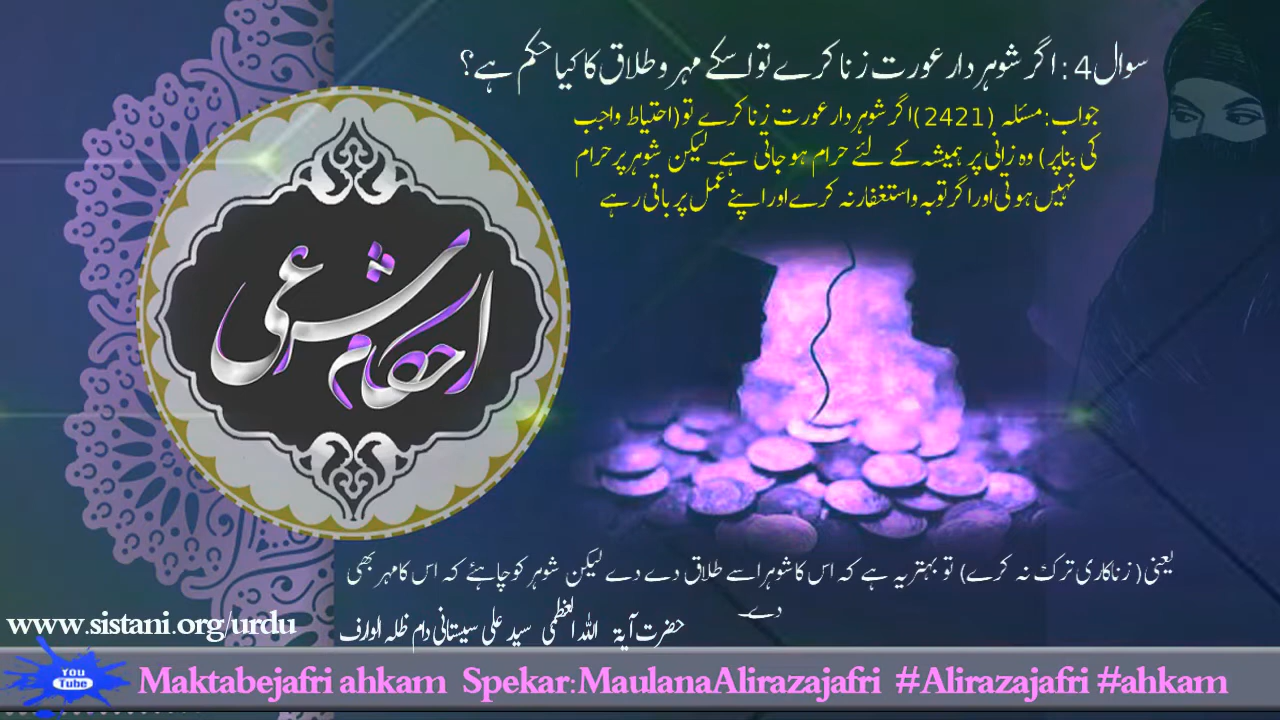 سوال4 : اگر شوہر دار عورت زنا کرے تو اسکے مہر و طلاق کا کیا حکم ہے؟
جواب: مسئلہ (2421)اگر شوہردار عورت زنا کرے تو(احتیاط واجب
کی بناپر) وہ زانی پر ہمیشہ کے لئے حرام ہو جاتی ہے۔ لیکن شوہر پر حرام
نہیں ہوتی اور اگر توبہ واستغفار نہ کرے اور اپنے عمل پر باقی رہے
احکام شرعی
یعنی( زناکاری ترک نہ کرے) تو بہتر یہ ہے کہ اس کا شوہر اسے طلاق دے دے لیکن شوہر کو چاہئے کہ اس کا مہر بھی
دے۔
حضرت آیۃ اللہ العظمی سید علی سیستانی دام ظلہ الوارف
www.sistani.org/urdu
You Tube
Maktabejafri ahkam Spekar:MaulanaAlirazajafri #Alirazajafri #ahkam